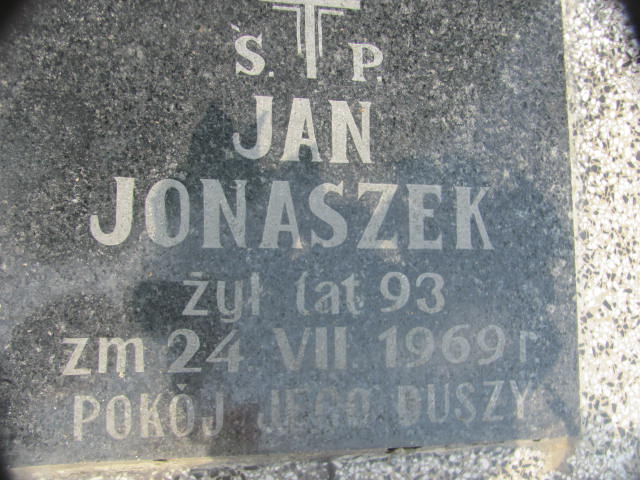 Ś. P.
JAN
JONASZEK
żył lat 93
zm 24 VII. 1969 r.
POKÓJ JEGO DUSZY